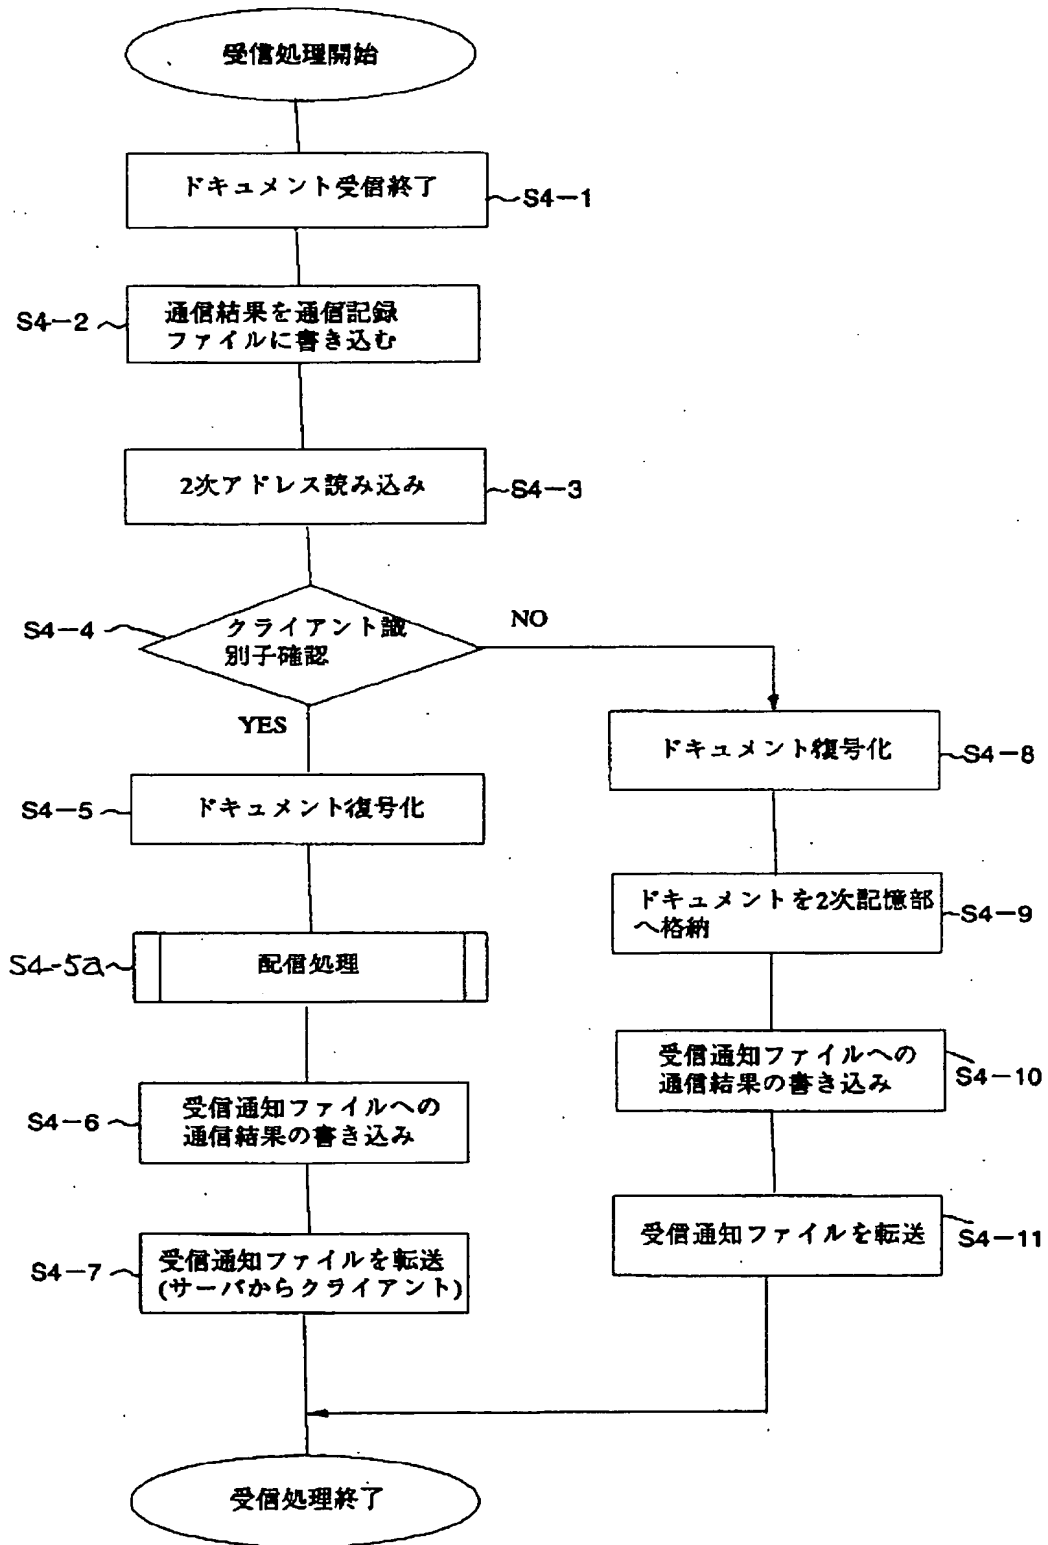 受信処理開始
ドキュメント受信終了
S4-1
S4-2
通信結果を通信記録
ファイルに書き込む
2次アドレス読み込み
S4-3
S4-4
クライアント識
別子確認
NO
YES
ドキュメント復号化
S4-8
S4-5
ドキュメント復号化
ドキュメントを2次記憶部
へ格納
S4-9
S4-5a
配信処理
受信通知ファイルへの
通信結果の書き込み
S4-10
S4-6
受信通知ファイルへの
通信結果の書き込み
受信通知ファイルを転送
S4-11
S4-7
受信通知ファイルを転送
(サーバからクライアント)
受信処理終了